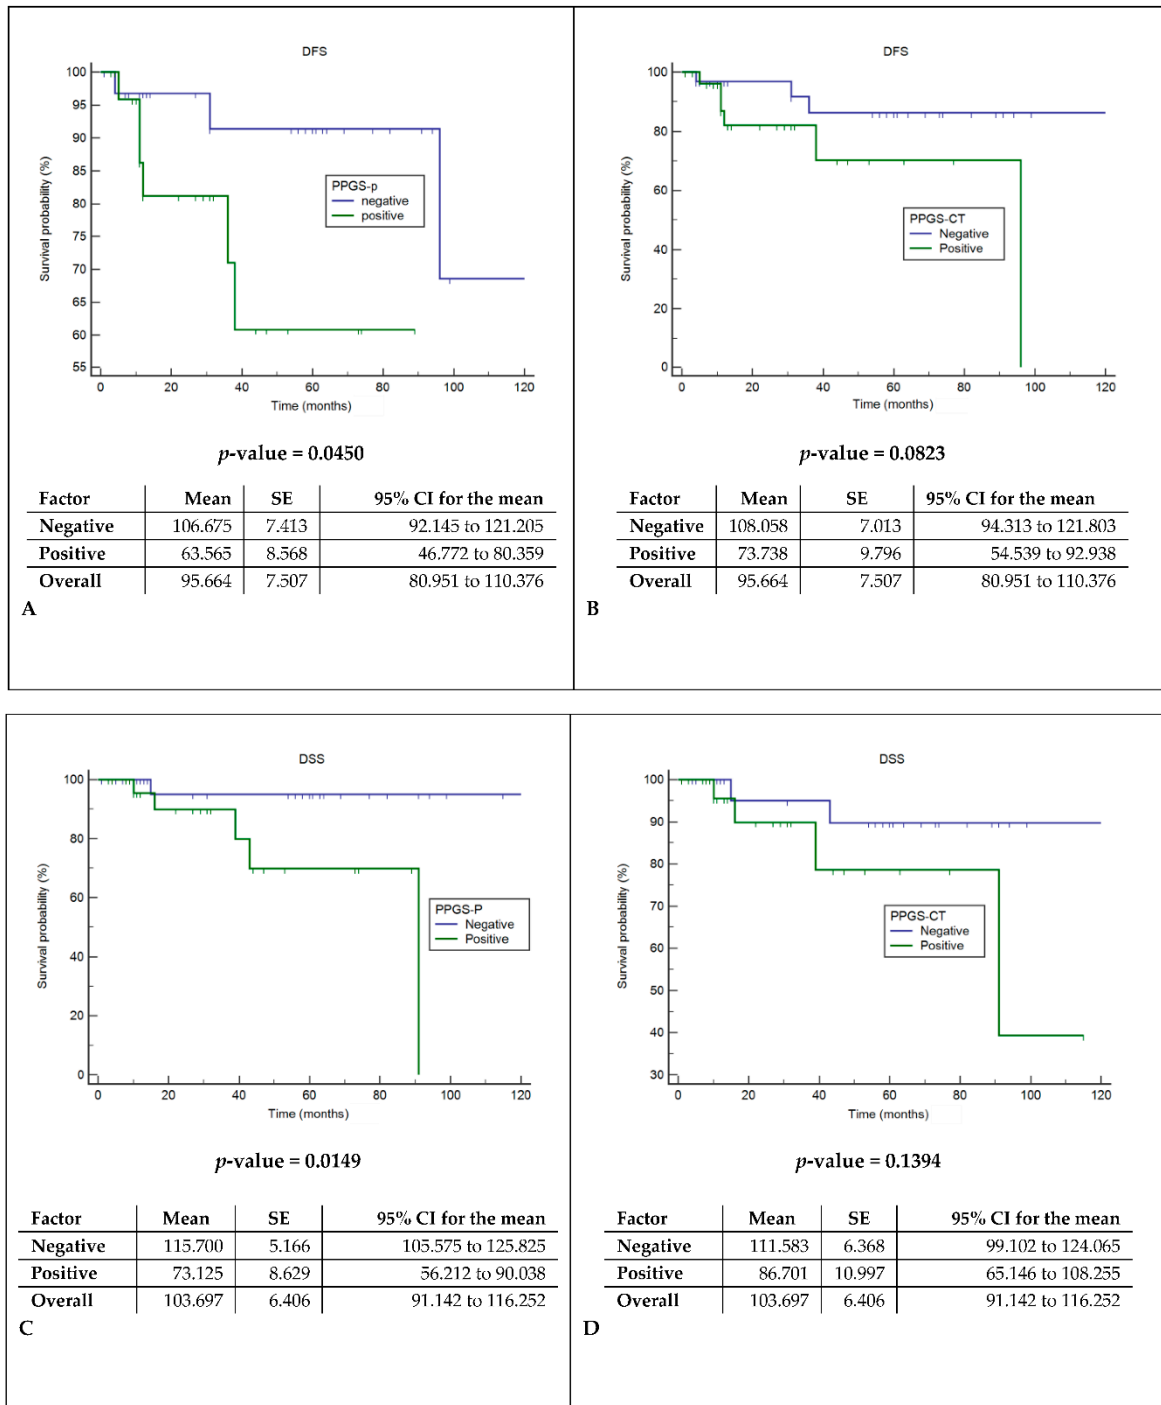 DFS
100
95
90
85
80
75
70
65
60
55
Survival probability (%)
PPGS-p
negative
positive
0 20 40 60 80 100 120
Time (months)
p-value = 0.0450
Factor Mean SE 95% CI for the mean
Negative 106.675 7.413 92.145 to 121.205
Positive 63.565 8.568 46.772 to 80.359
Overall 95.664 7.507 80.951 to 110.376
A
DFS
100
80
60
40
20
0
Survival probability (%)
PPGS-CT
Negative
Positive
0 20 40 60 80 100 120
Time (months)
p-value = 0.0823
Factor Mean SE 95% CI for the mean
Negative 108.058 7.013 94.313 to 121.803
Positive 73.738 9.796 54.539 to 92.938
Overall 95.664 7.507 80.951 to 110.376
B
DSS
100
80
60
40
20
0
Survival probability (%)
PPGS-P
Negative
Positive
0 20 40 60 80 100 120
Time (months)
p-value = 0.0149
Factor Mean SE 95% CI for the mean
Negative 115.700 5.166 105.575 to 125.825
Positive 73.125 8.629 56.212 to 90.038
Overall 103.697 6.406 91.142 to 116.252
C
DSS
100
90
80
70
60
50
40
30
Survival probability (%)
PPGS-CT
Negative
Positive
0 20 40 60 80 100 120
Time (months)
p-value = 0.1394
Factor Mean SE 95% CI for the mean
Negative 111.583 6.368 99.102 to 124.065
Positive 86.701 10.997 65.146 to 108.255
Overall 103.697 6.406 91.142 to 116.252
D